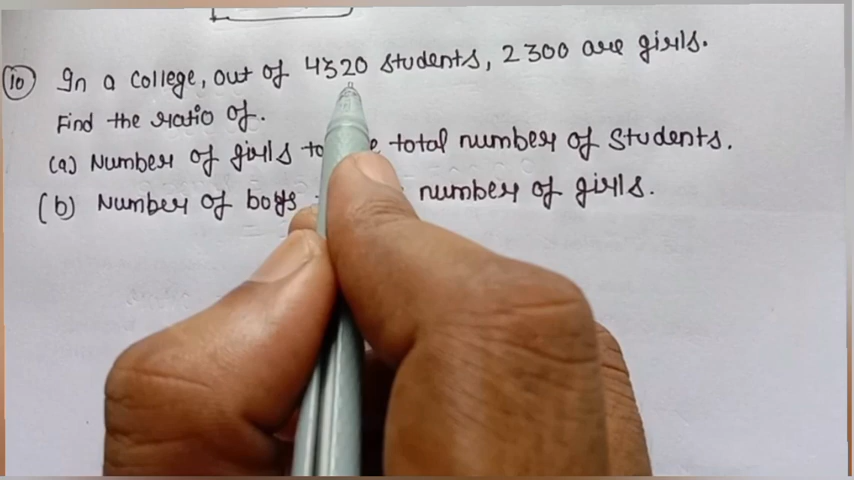 10 In a college, out of 4320 students, 2300 are girls.
Find the ratio of.
(a) Number of girls to total number of students.
(b) Number of boys number of girls.